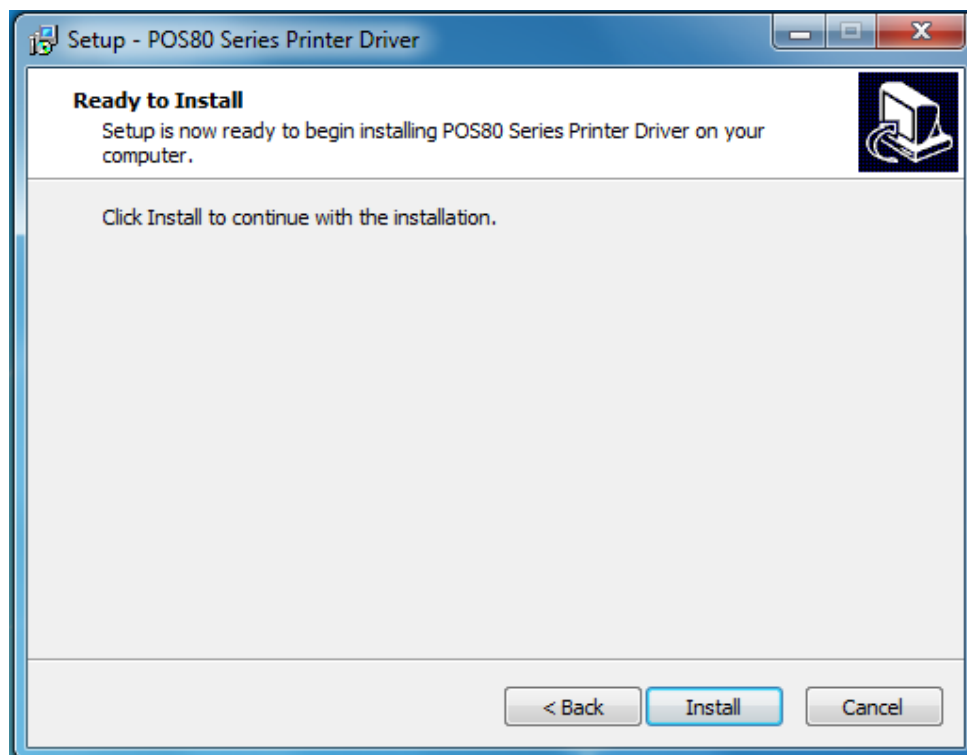 Setup - POS80 Series Printer Driver
Ready to Install
Setup is now ready to begin installing POS80 Series Printer Driver on your
computer.
Click Install to continue with the installation.
< Back Install Cancel